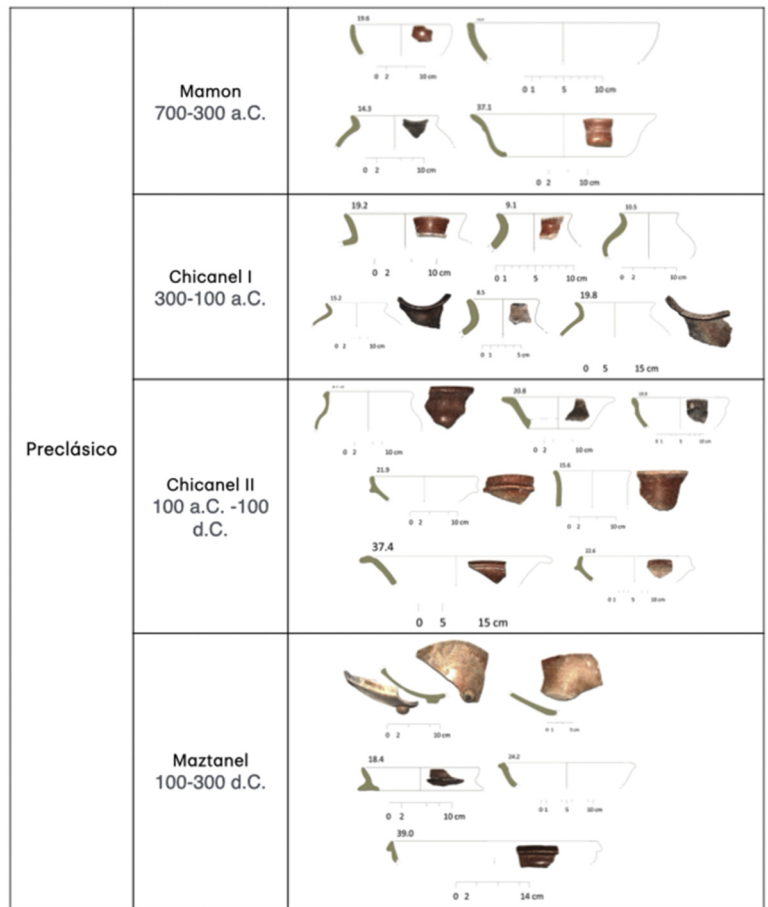 Preclásico
Mamon
700-300 a.C.
19.6
0 2 10 cm
0 1 5 10 cm
14.3
37.1
0 2 10 cm
0 2 10 cm
Chicanel I
300-100 a.C.
19.2
9.1
10.5
0 2 10 cm
0 1 5 10 cm
0 2 10 cm
15.2
8.5
19.8
0 2 10 cm
0 1 5 cm
0 5 15 cm
Chicanel II
100 a.C. -100
d.C.
20.8
0 2 10 cm
0 2 10 cm
0 1 5 10 cm
21.9
15.6
0 2 10 cm
0 2 10 cm
37.4
22.6
0 5 15 cm
0 1 5 10 cm
Maztanel
100-300 d.C.
0 2 10 cm
0 1 5 cm
18.4
24.2
0 2 10 cm
0 1 5 10 cm
39.0
0 2 14 cm